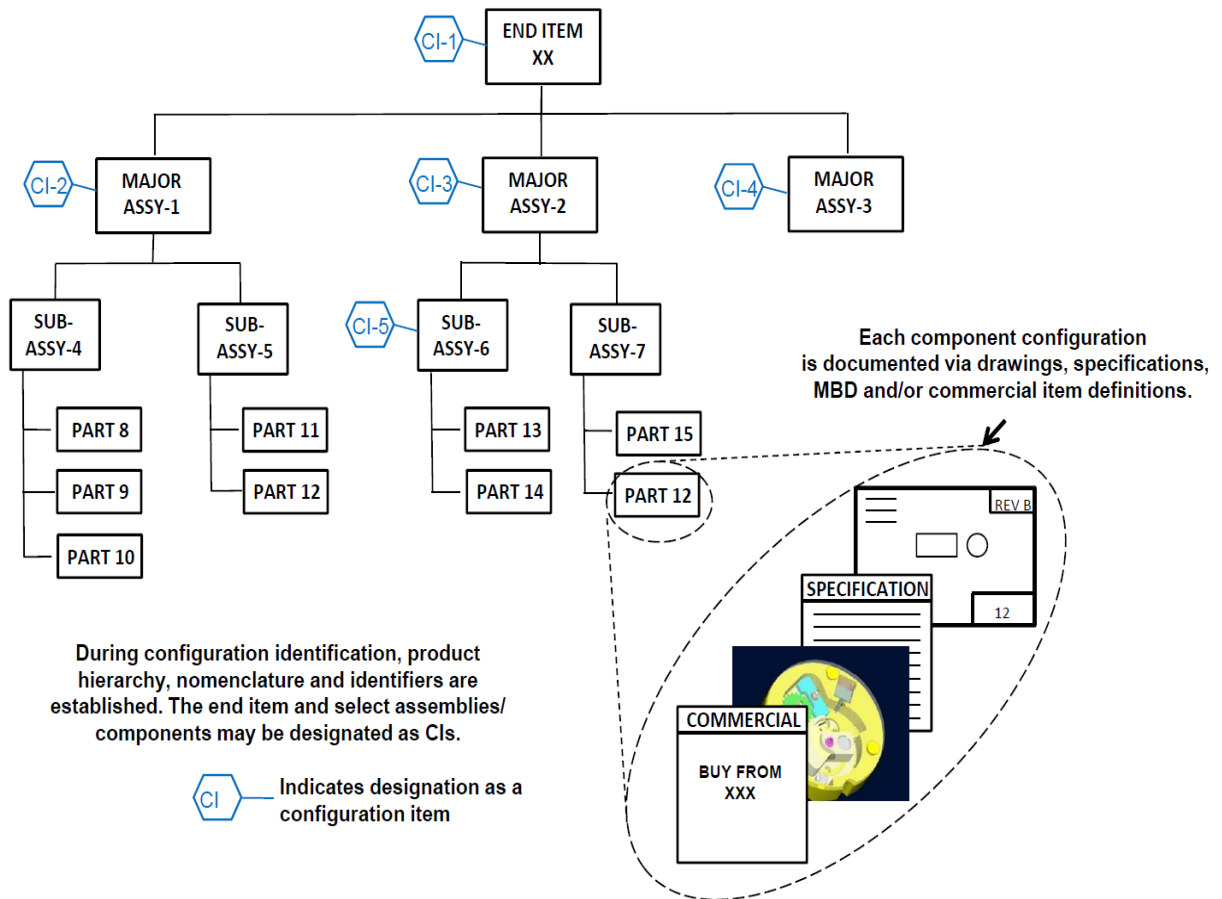 CI-1
END ITEM
XX
CI-2
MAJOR
ASSY-1
CI-3
MAJOR
ASSY-2
CI-4
MAJOR
ASSY-3
SUB-
ASSY-4
SUB-
ASSY-5
CI-5
SUB-
ASSY-6
SUB-
ASSY-7
PART 8
PART 9
PART 10
PART 11
PART 12
PART 13
PART 14
PART 15
PART 12
Each component configuration
is documented via drawings, specifications,
MBD and/or commercial item definitions.
REV B
12
SPECIFICATION
COMMERCIAL
BUY FROM
XXX
During configuration identification, product
hierarchy, nomenclature and identifiers are
established. The end item and select assemblies/
components may be designated as CIs.
CI
Indicates designation as a
configuration item